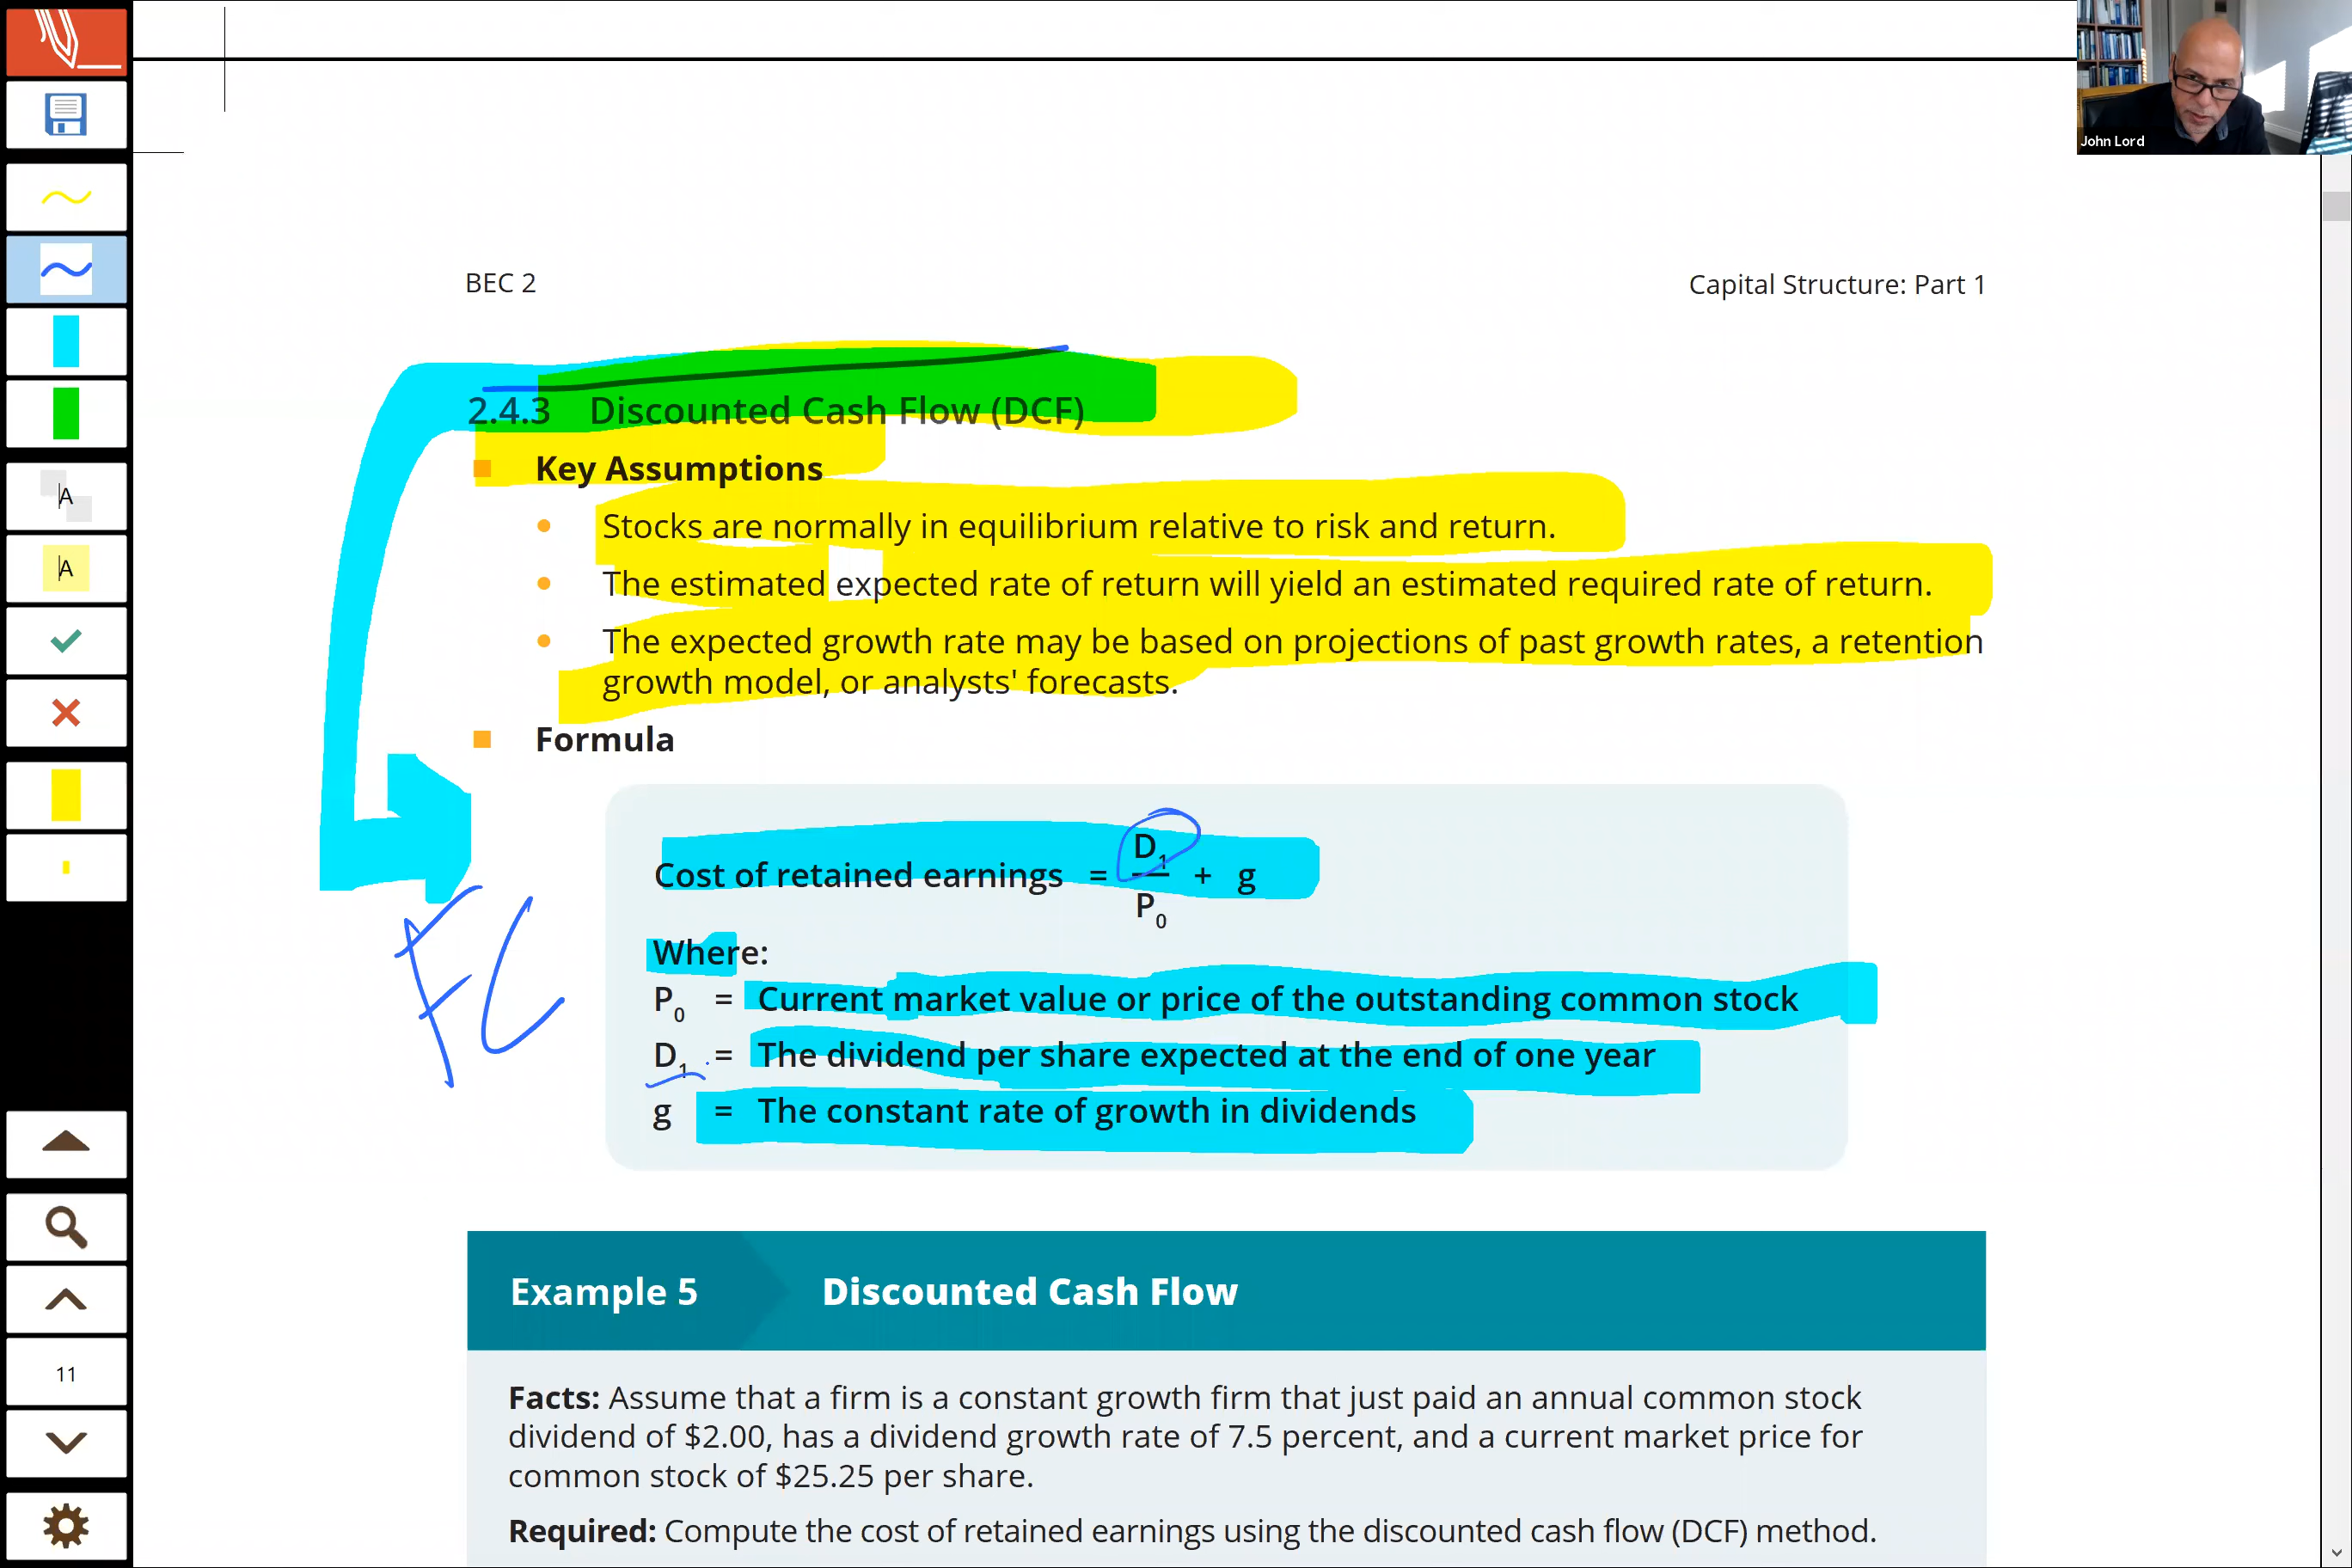 John Lord
BEC 2
Capital Structure: Part 1
2.4.3 Discounted Cash Flow (DCF)
Key Assumptions
Stocks are normally in equilibrium relative to risk and return.
The estimated expected rate of return will yield an estimated required rate of return.
The expected growth rate may be based on projections of past growth rates, a retention
growth model, or analysts' forecasts.
Formula
Cost of retained earnings = D₁ / P₀ + g
FC
Where:
P₀ = Current market value or price of the outstanding common stock
D₁ = The dividend per share expected at the end of one year
g = The constant rate of growth in dividends
Example 5 Discounted Cash Flow
Facts: Assume that a firm is a constant growth firm that just paid an annual common stock
dividend of $2.00, has a dividend growth rate of 7.5 percent, and a current market price for
common stock of $25.25 per share.
Required: Compute the cost of retained earnings using the discounted cash flow (DCF) method.
A
A
11